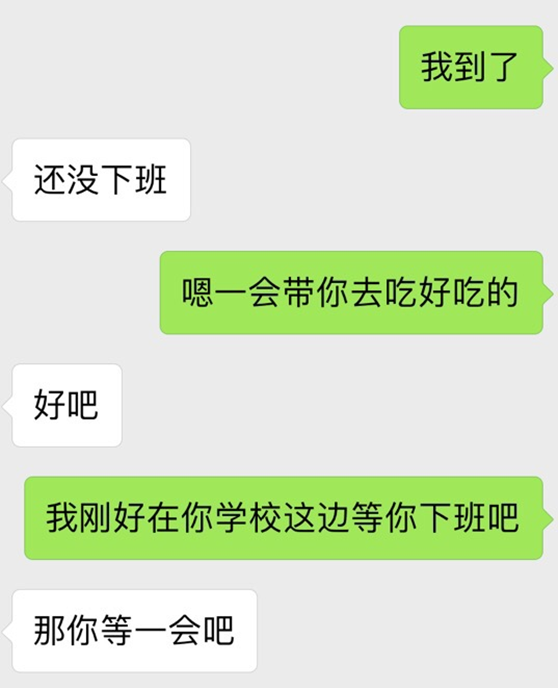 我到了
还没下班
嗯一会带你去吃好吃的
好吧
我刚好在你学校这边等你下班吧
那你等一会吧